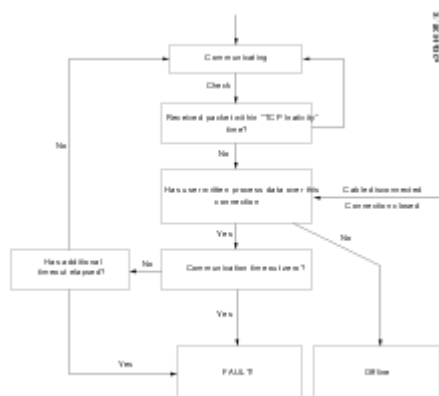 Communicating
Check
Received packet within "TCP Inativity"
time?
No
No
Has user written process data over this
connection
Cable disconnected
Connection closed
Yes
No
Has additional
timeout elapsed?
No
Communication timeout zero?
Yes
Yes
FAULT!
Offline